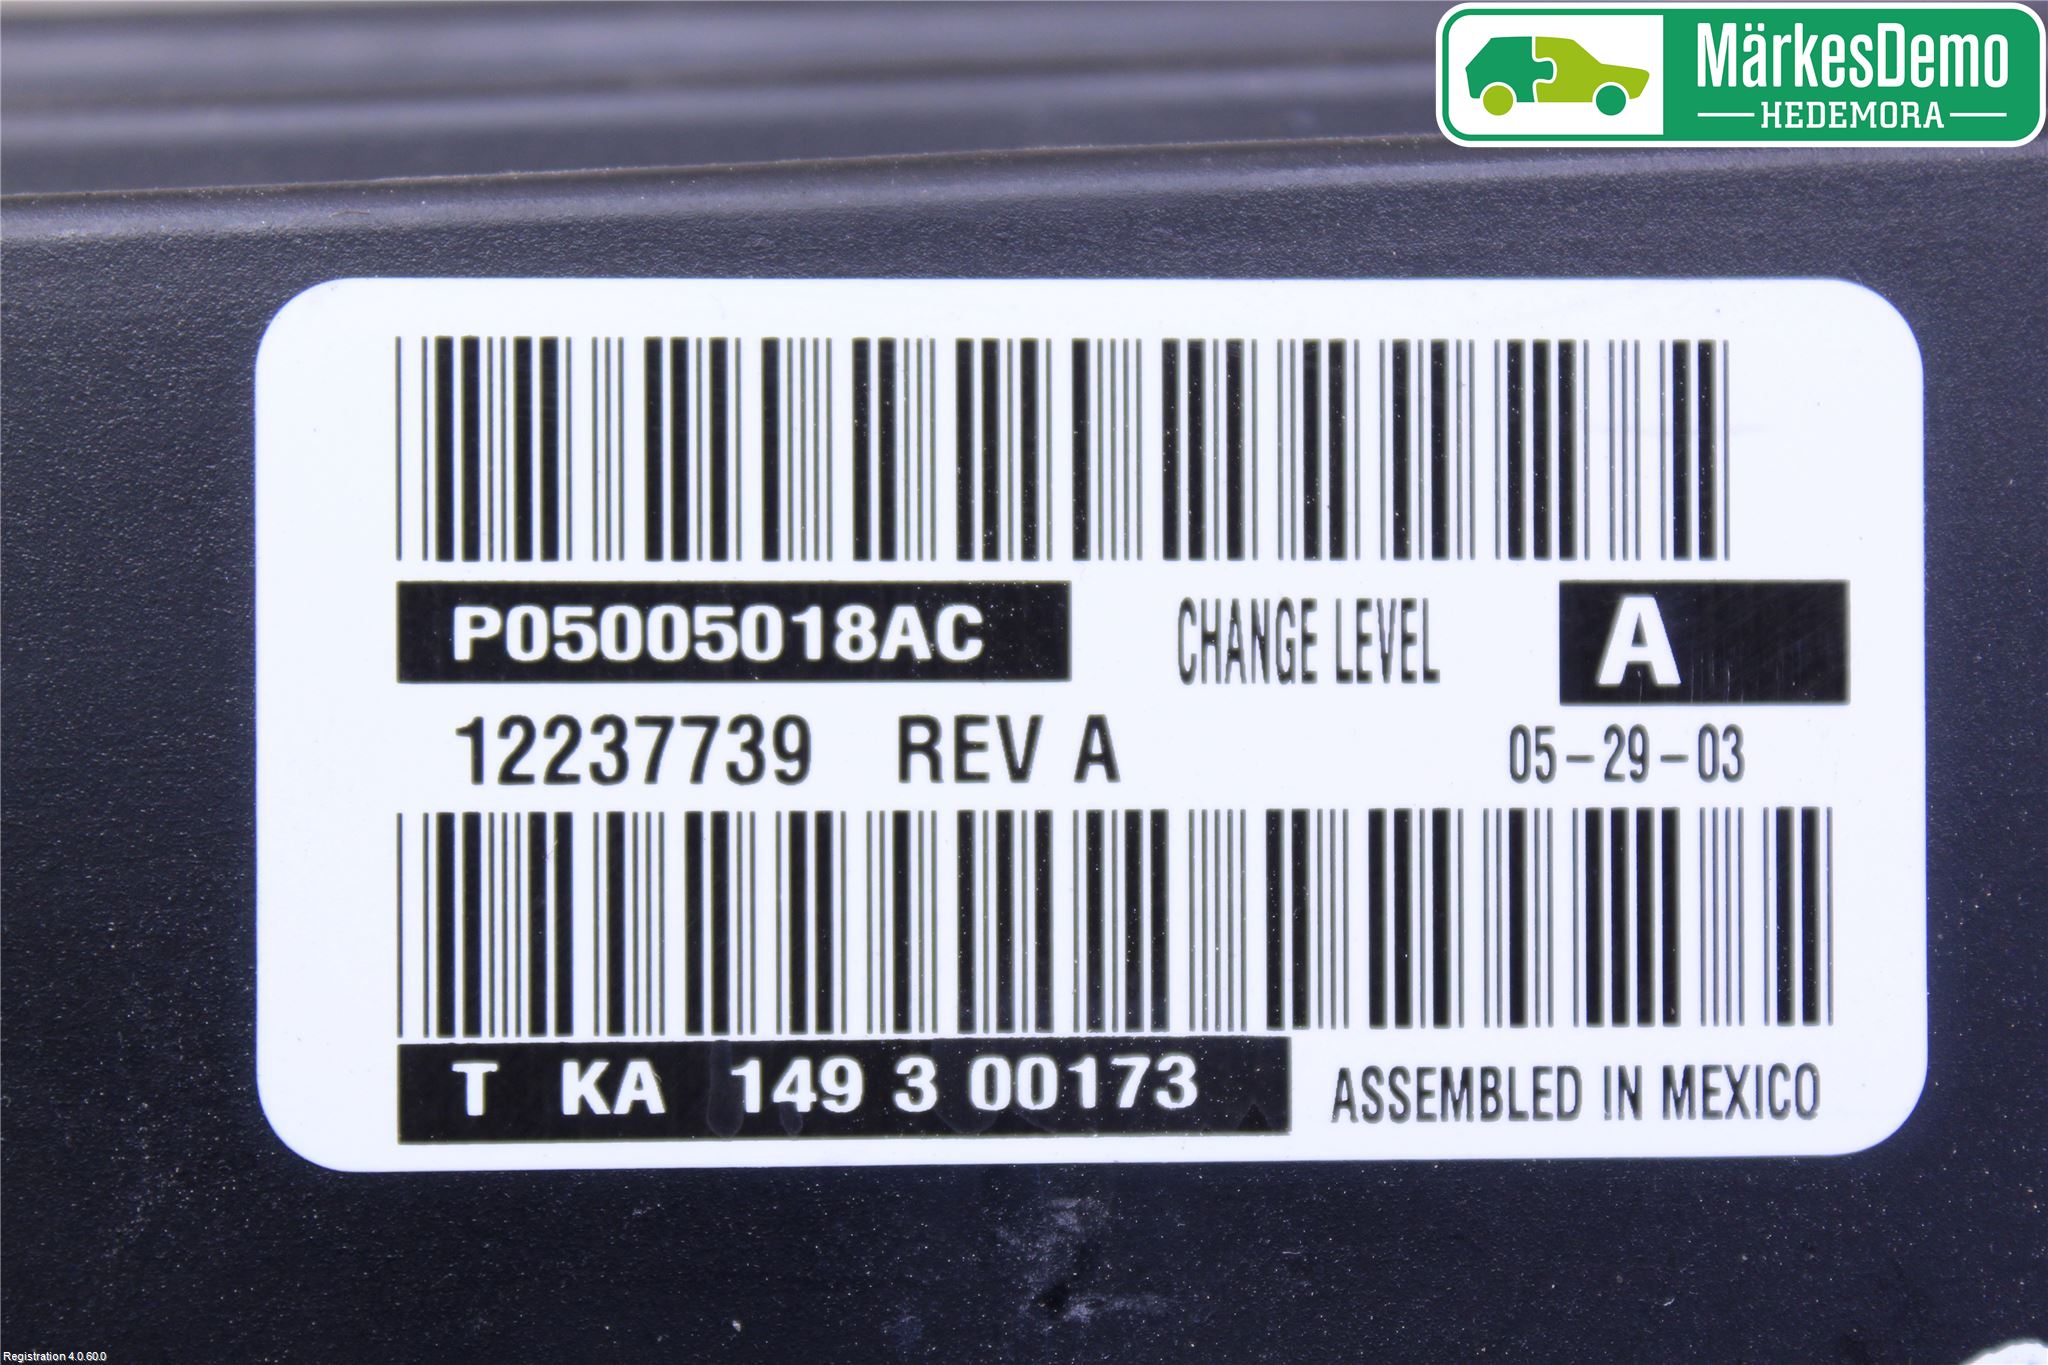 MärkesDemo
HEDEMORA
P05005018AC CHANGE LEVEL A
12237739 REV A 05-29-03
T KA 149 3 00173 ASSEMBLED IN MEXICO
Registration 4.0.60.0